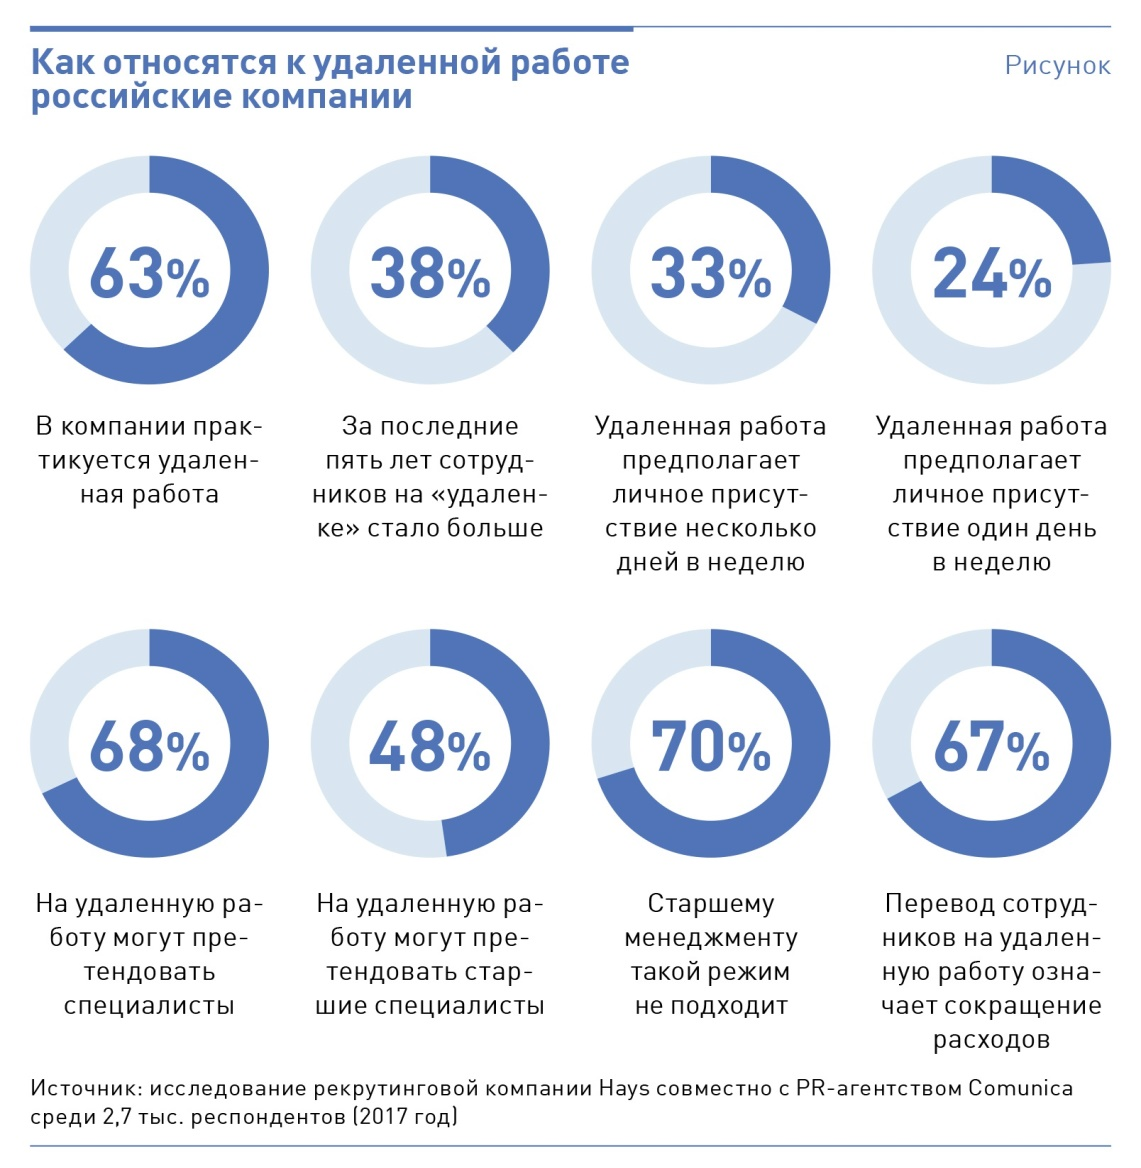 Как относятся к удаленной работе
российские компании
Рисунок
63%
В компании прак-
тикуется удален-
ная работа
38%
За последние
пять лет сотруд-
ников на «удален-
ке» стало больше
33%
Удаленная работа
предполагает
личное присут-
ствие несколько
дней в неделю
24%
Удаленная работа
предполагает
личное присут-
ствие один день
в неделю
68%
На удаленную ра-
боту могут пре-
тендовать
специалисты
48%
На удаленную ра-
боту могут пре-
тендовать стар-
шие специалисты
70%
Старшему
менеджменту
такой режим
не подходит
67%
Перевод сотруд-
ников на удален-
ную работу озна-
чает сокращение
расходов
Источник: исследование рекрутинговой компании Hays совместно с PR-агентством Comunica
среди 2,7 тыс. респондентов (2017 год)